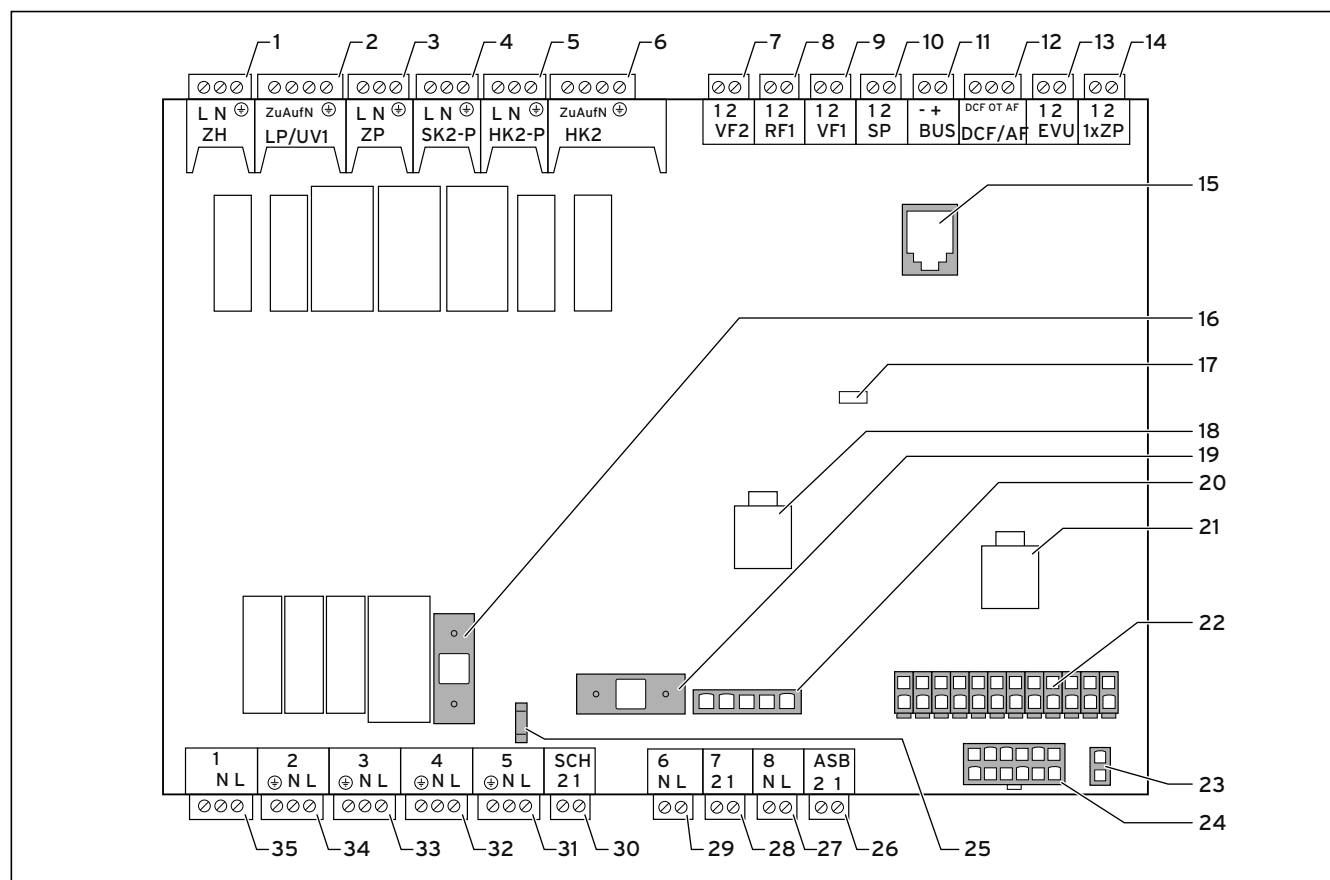 1 2 3 4 5 6 7 8 9 10 11 12 13 14
L N ⏚ ZuAufN ⏚ L N ⏚ L N ⏚ L N ⏚ ZuAufN ⏚ 1 2 1 2 1 2 1 2 - + DCF OT AF 1 2 1 2
ZH LP/UV1 ZP SK2-P HK2-P HK2 VF2 RF1 VF1 SP BUS DCF/AF EVU 1xZP
15
16
17
18
19
20
21
22
1 2 3 4 5 SCH 6 7 8 ASB
N L ⏚ N L ⏚ N L ⏚ N L ⏚ N L 2 1 N L 2 1 N L 2 1
23
24
35 34 33 32 31 30 29 28 27 26 25